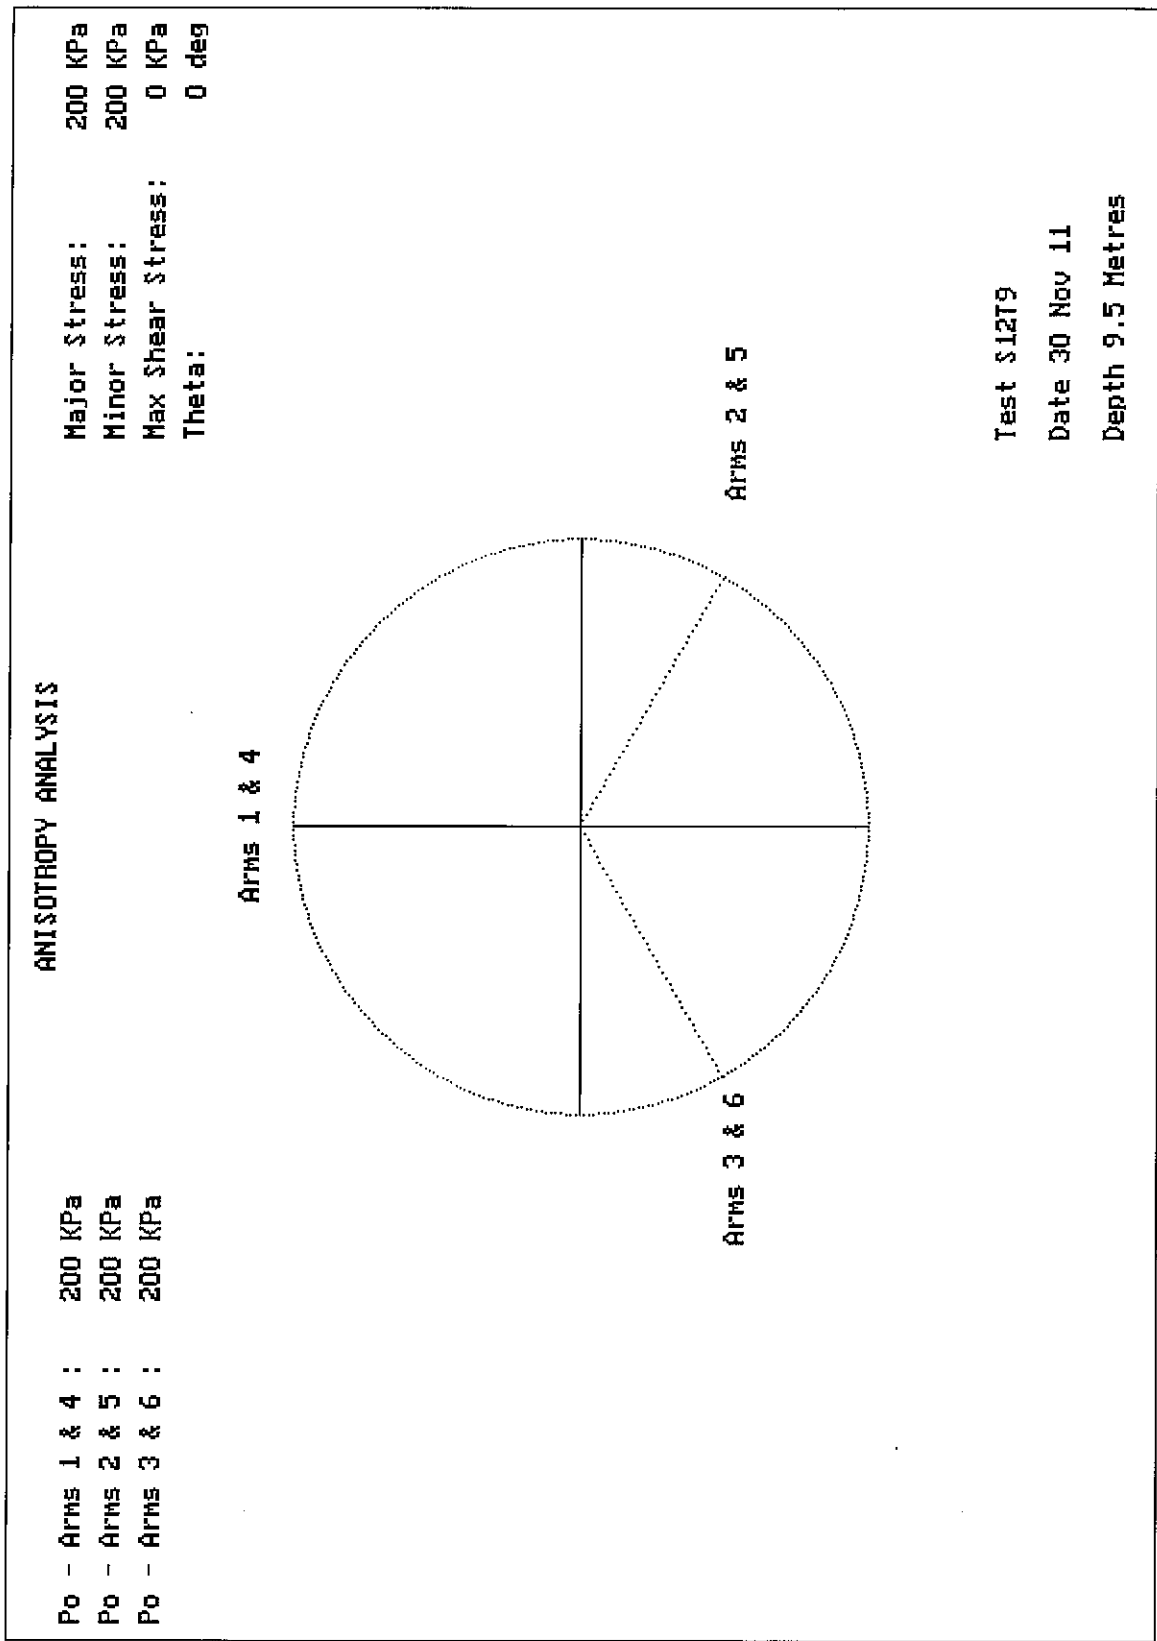 ANISOTROPY ANALYSIS
Po - Arms 1 & 4 : 200 KPa
Po - Arms 2 & 5 : 200 KPa
Po - Arms 3 & 6 : 200 KPa
Major Stress: 200 KPa
Minor Stress: 200 KPa
Max Shear Stress: 0 KPa
Theta: 0 deg
Arms 1 & 4
Arms 3 & 6
Arms 2 & 5
Test S12T9
Date 30 Nov 11
Depth 9.5 Metres